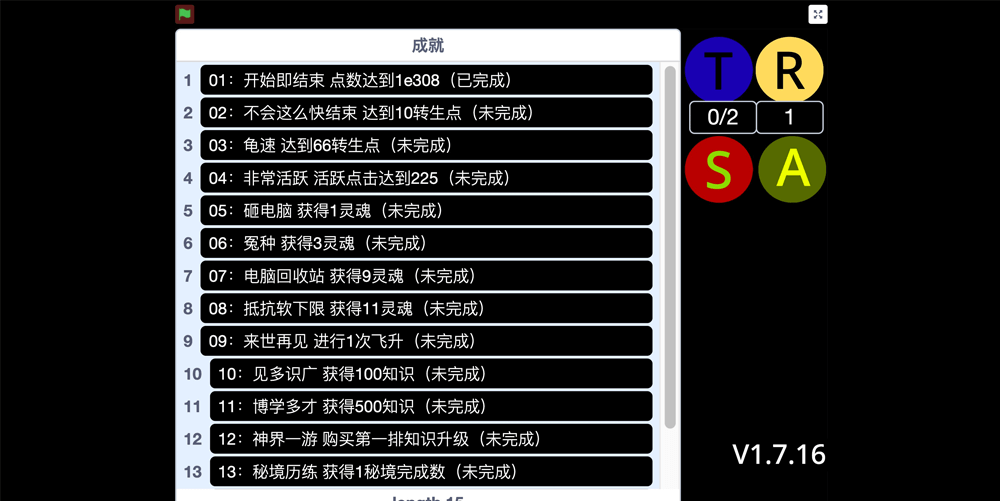 成就
1 01：开始即结束 点数达到1e308（已完成）
2 02：不会这么快结束 达到10转生点（未完成）
3 03：龟速 达到66转生点（未完成）
4 04：非常活跃 活跃点击达到225（未完成）
5 05：砸电脑 获得1灵魂（未完成）
6 06：冤种 获得3灵魂（未完成）
7 07：电脑回收站 获得9灵魂（未完成）
8 08：抵抗软下限 获得11灵魂（未完成）
9 09：来世再见 进行1次飞升（未完成）
10 10：见多识广 获得100知识（未完成）
11 11：博学多才 获得500知识（未完成）
12 12：神界一游 购买第一排知识升级（未完成）
13 13：秘境历练 获得1秘境完成数（未完成）
length 15
T R
0/2 1
S A
V1.7.16